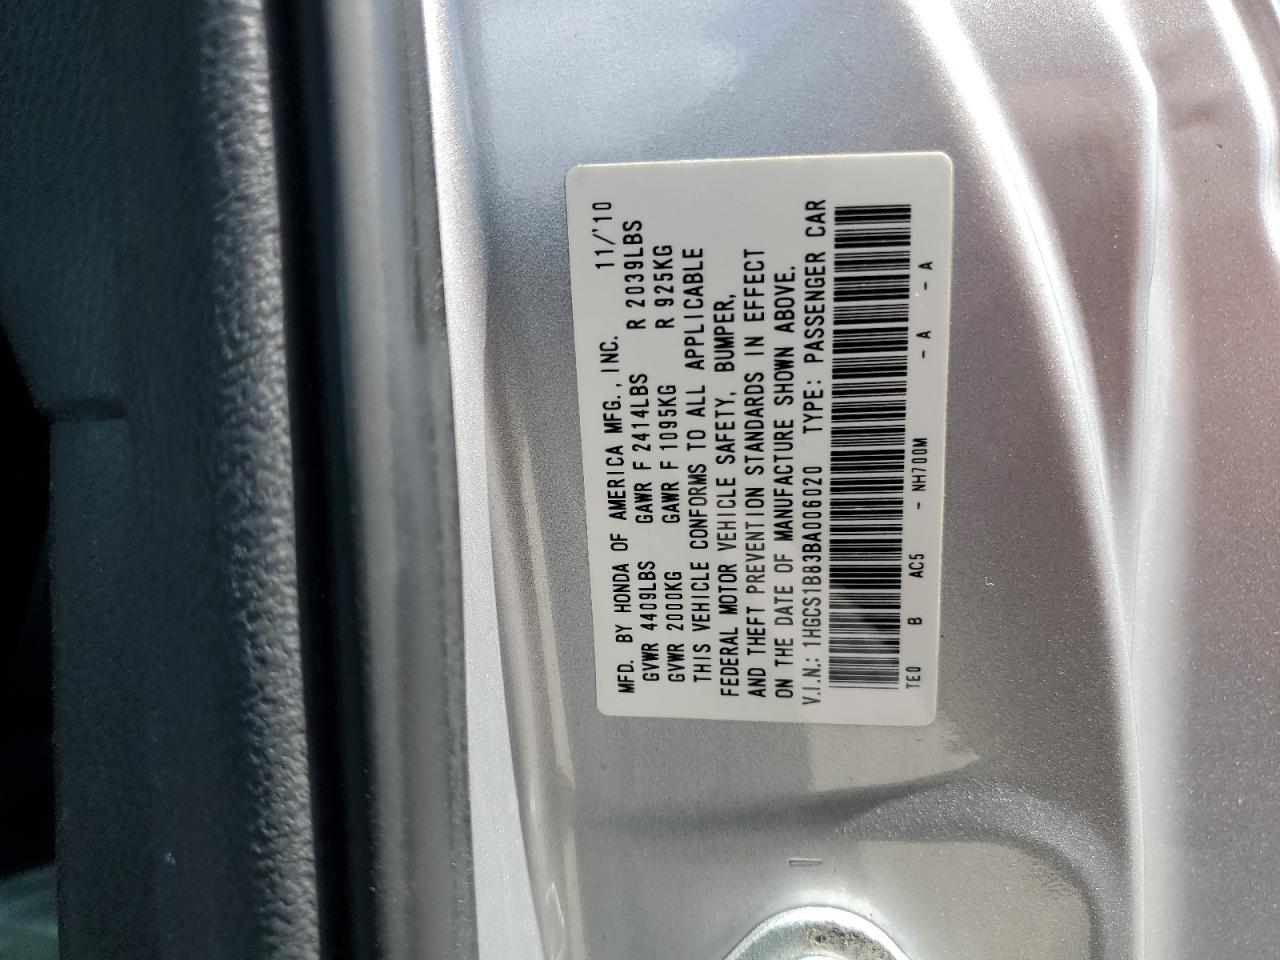 MFD. BY HONDA OF AMERICA MFG., INC. 11/'10
GVWR 4409LBS GAWR F 2414LBS R 2039LBS
GVWR 2000KG GAWR F 1095KG R 925KG
THIS VEHICLE CONFORMS TO ALL APPLICABLE
FEDERAL MOTOR VEHICLE SAFETY, BUMPER,
AND THEFT PREVENTION STANDARDS IN EFFECT
ON THE DATE OF MANUFACTURE SHOWN ABOVE.
V.I.N.: 1HGCS1B83BA006020 TYPE: PASSENGER CAR
TE0 B AC5 - NH700M - A - A